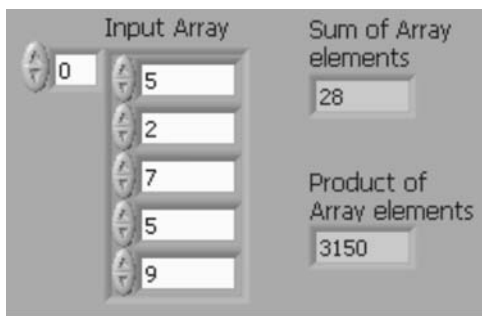 Input Array
0
5
2
7
5
9
Sum of Array
elements
28
Product of
Array elements
3150